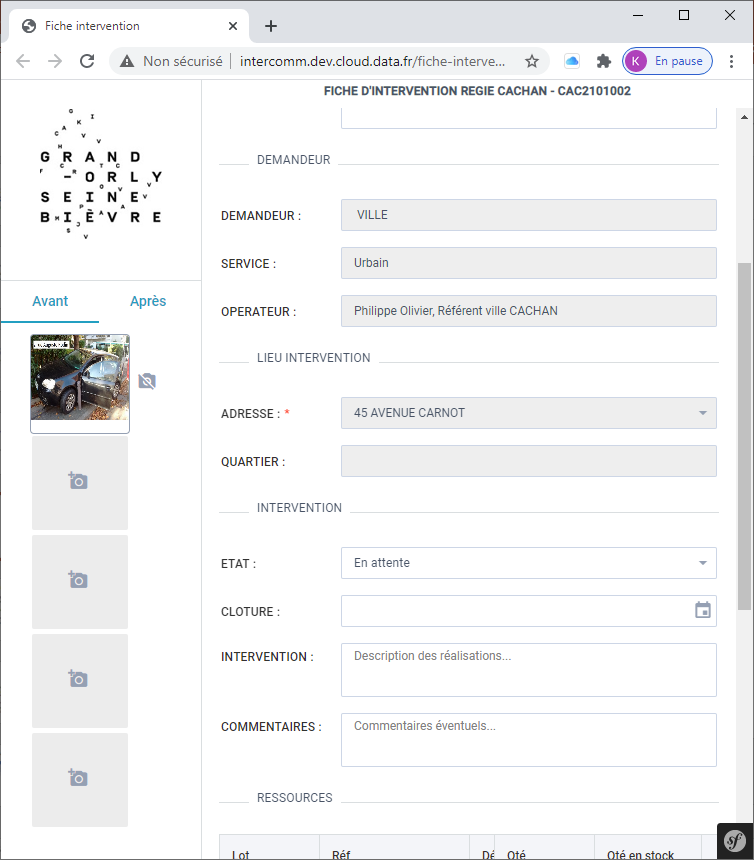 Fiche intervention
Non sécurisé
intercomm.dev.cloud.data.fr/fiche-interve...
K
En pause
FICHE D'INTERVENTION REGIE CACHAN - CAC2101002
GRAND
-ORLY
SEINE
BIÈVRE
Avant
Après
DEMANDEUR
DEMANDEUR :
VILLE
SERVICE :
Urbain
OPERATEUR :
Philippe Olivier, Référent ville CACHAN
LIEU INTERVENTION
ADRESSE : *
45 AVENUE CARNOT
QUARTIER :
INTERVENTION
ETAT :
En attente
CLOTURE :
INTERVENTION :
Description des réalisations...
COMMENTAIRES :
Commentaires éventuels...
RESSOURCES
Lot
Réf
Dé
Qté
Qté en stock
sf